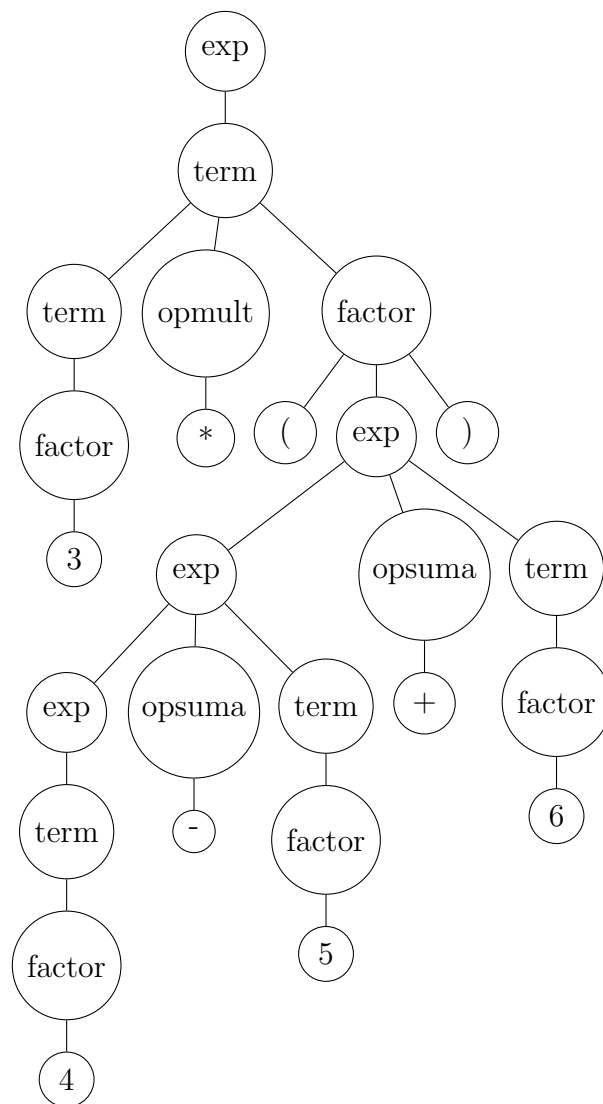 exp
term
term opmult factor
factor * ( exp )
3 exp opsuma term
exp opsuma term + factor
term - factor 6
factor 5
4